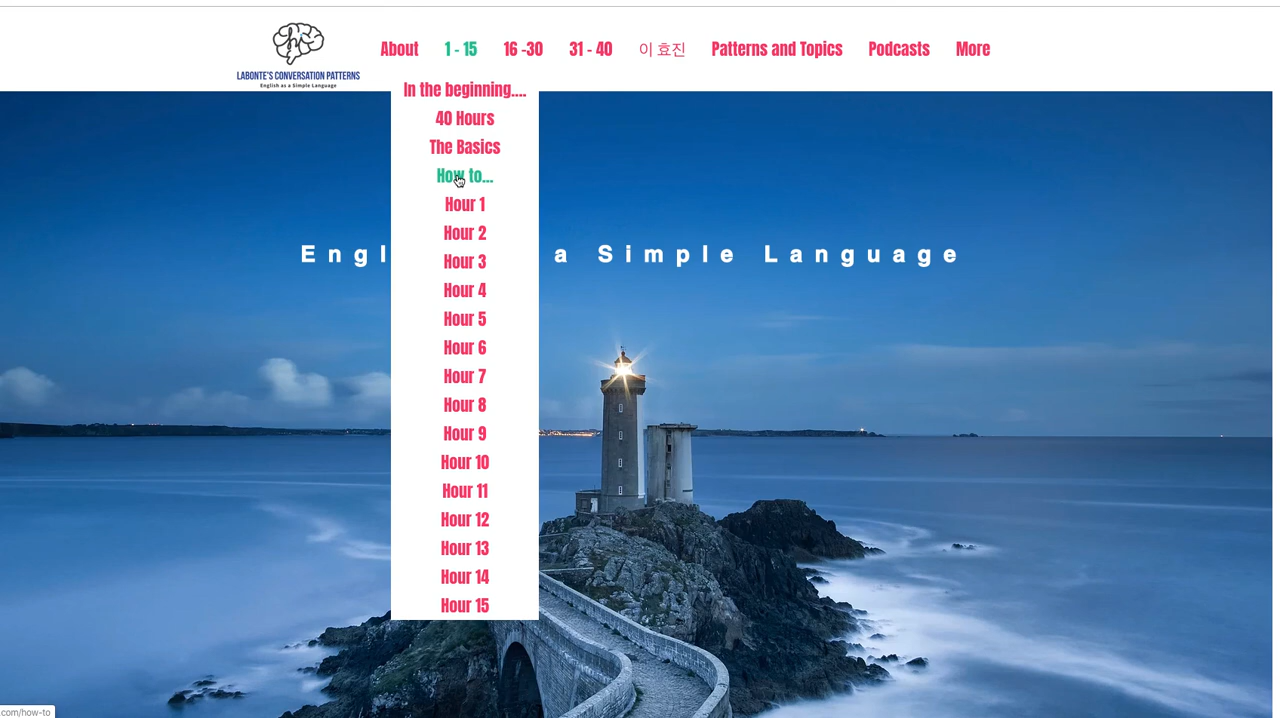 LABONTE'S CONVERSATION PATTERNS
English as a Simple Language
About 1 - 15 16 -30 31 - 40 이 효진 Patterns and Topics Podcasts More
In the beginning....
40 Hours
The Basics
How to...
Hour 1
Hour 2
Engl a Simple Language
Hour 3
Hour 4
Hour 5
Hour 6
Hour 7
Hour 8
Hour 9
Hour 10
Hour 11
Hour 12
Hour 13
Hour 14
Hour 15
.com/how-to